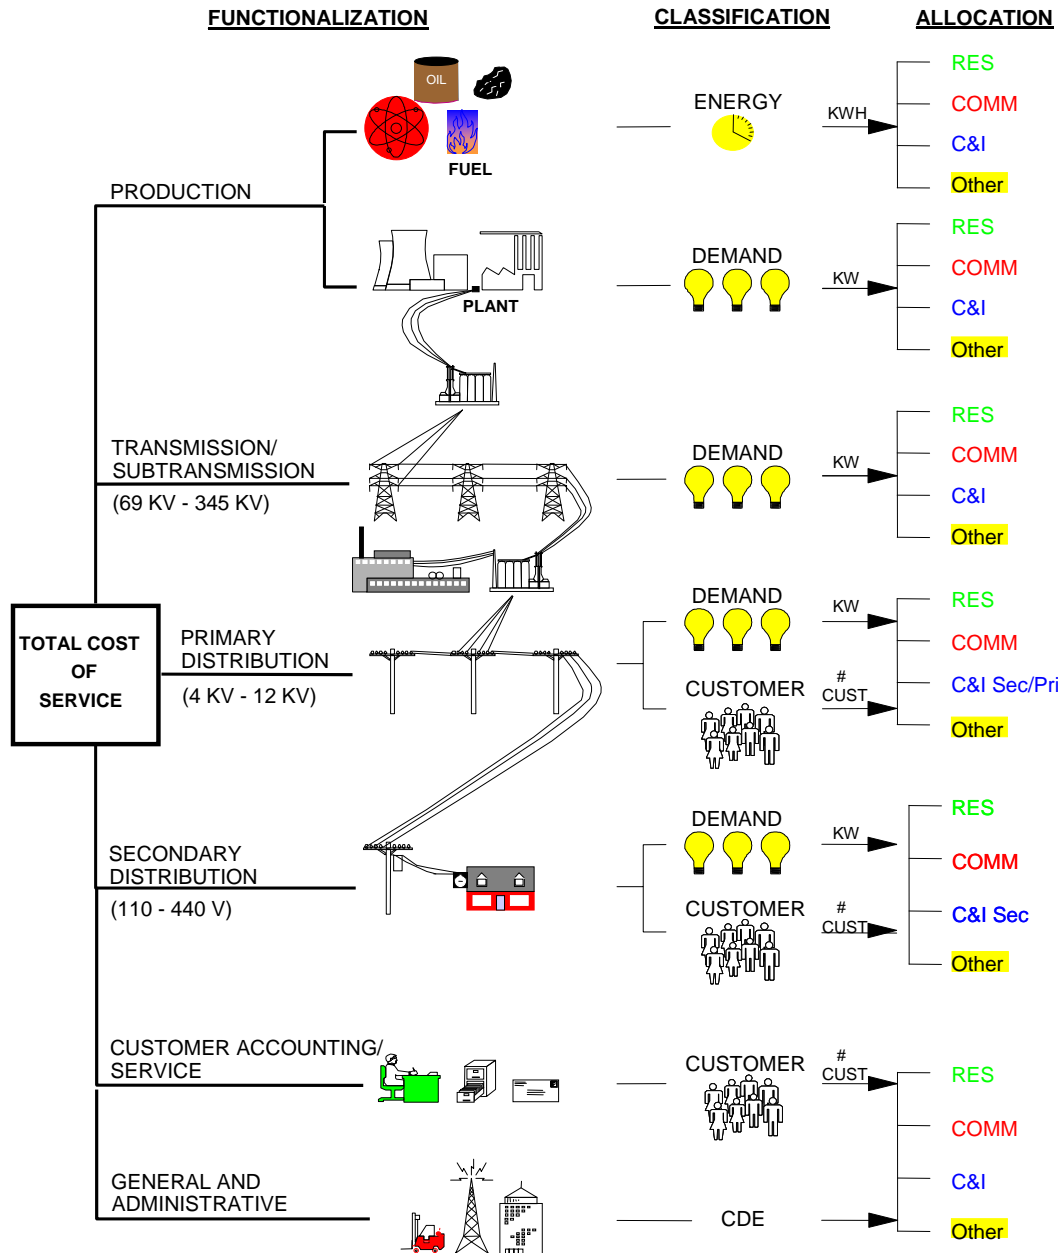 FUNCTIONALIZATION
CLASSIFICATION
ALLOCATION
PRODUCTION
OIL
FUEL
ENERGY
KWH
RES
COMM
C&I
Other
PLANT
DEMAND
KW
RES
COMM
C&I
Other
TRANSMISSION/
SUBTRANSMISSION
(69 KV - 345 KV)
DEMAND
KW
RES
COMM
C&I
Other
TOTAL COST
OF
SERVICE
PRIMARY
DISTRIBUTION
(4 KV - 12 KV)
DEMAND
KW
CUSTOMER
#
CUST
RES
COMM
C&I Sec/Pri
Other
SECONDARY
DISTRIBUTION
(110 - 440 V)
DEMAND
KW
CUSTOMER
#
CUST
RES
COMM
C&I Sec
Other
CUSTOMER ACCOUNTING/
SERVICE
CUSTOMER
#
CUST
GENERAL AND
ADMINISTRATIVE
CDE
RES
COMM
C&I
Other